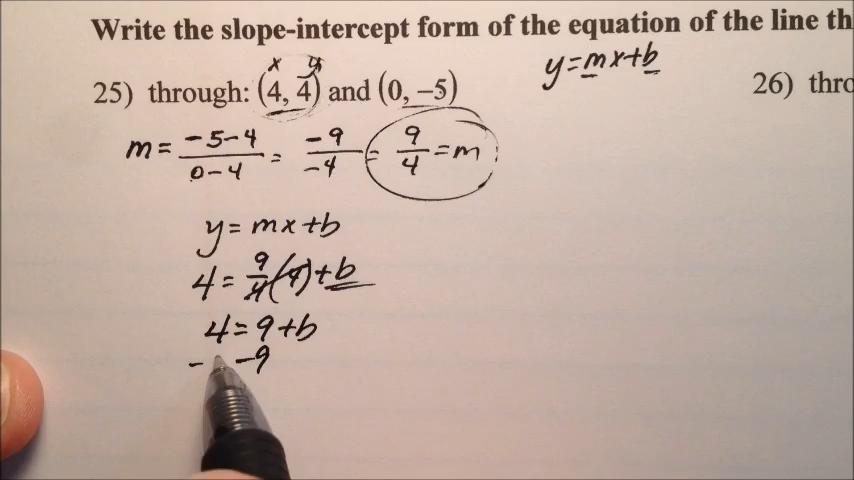 Write the slope-intercept form of the equation of the line th
y=mx+b
x y
25) through: (4, 4) and (0, −5)
26) thro
m = -5-4/0-4 = -9/-4 = 9/4 = m
y = mx+b
4 = 9/4(4)+b
4 = 9+b
- -9